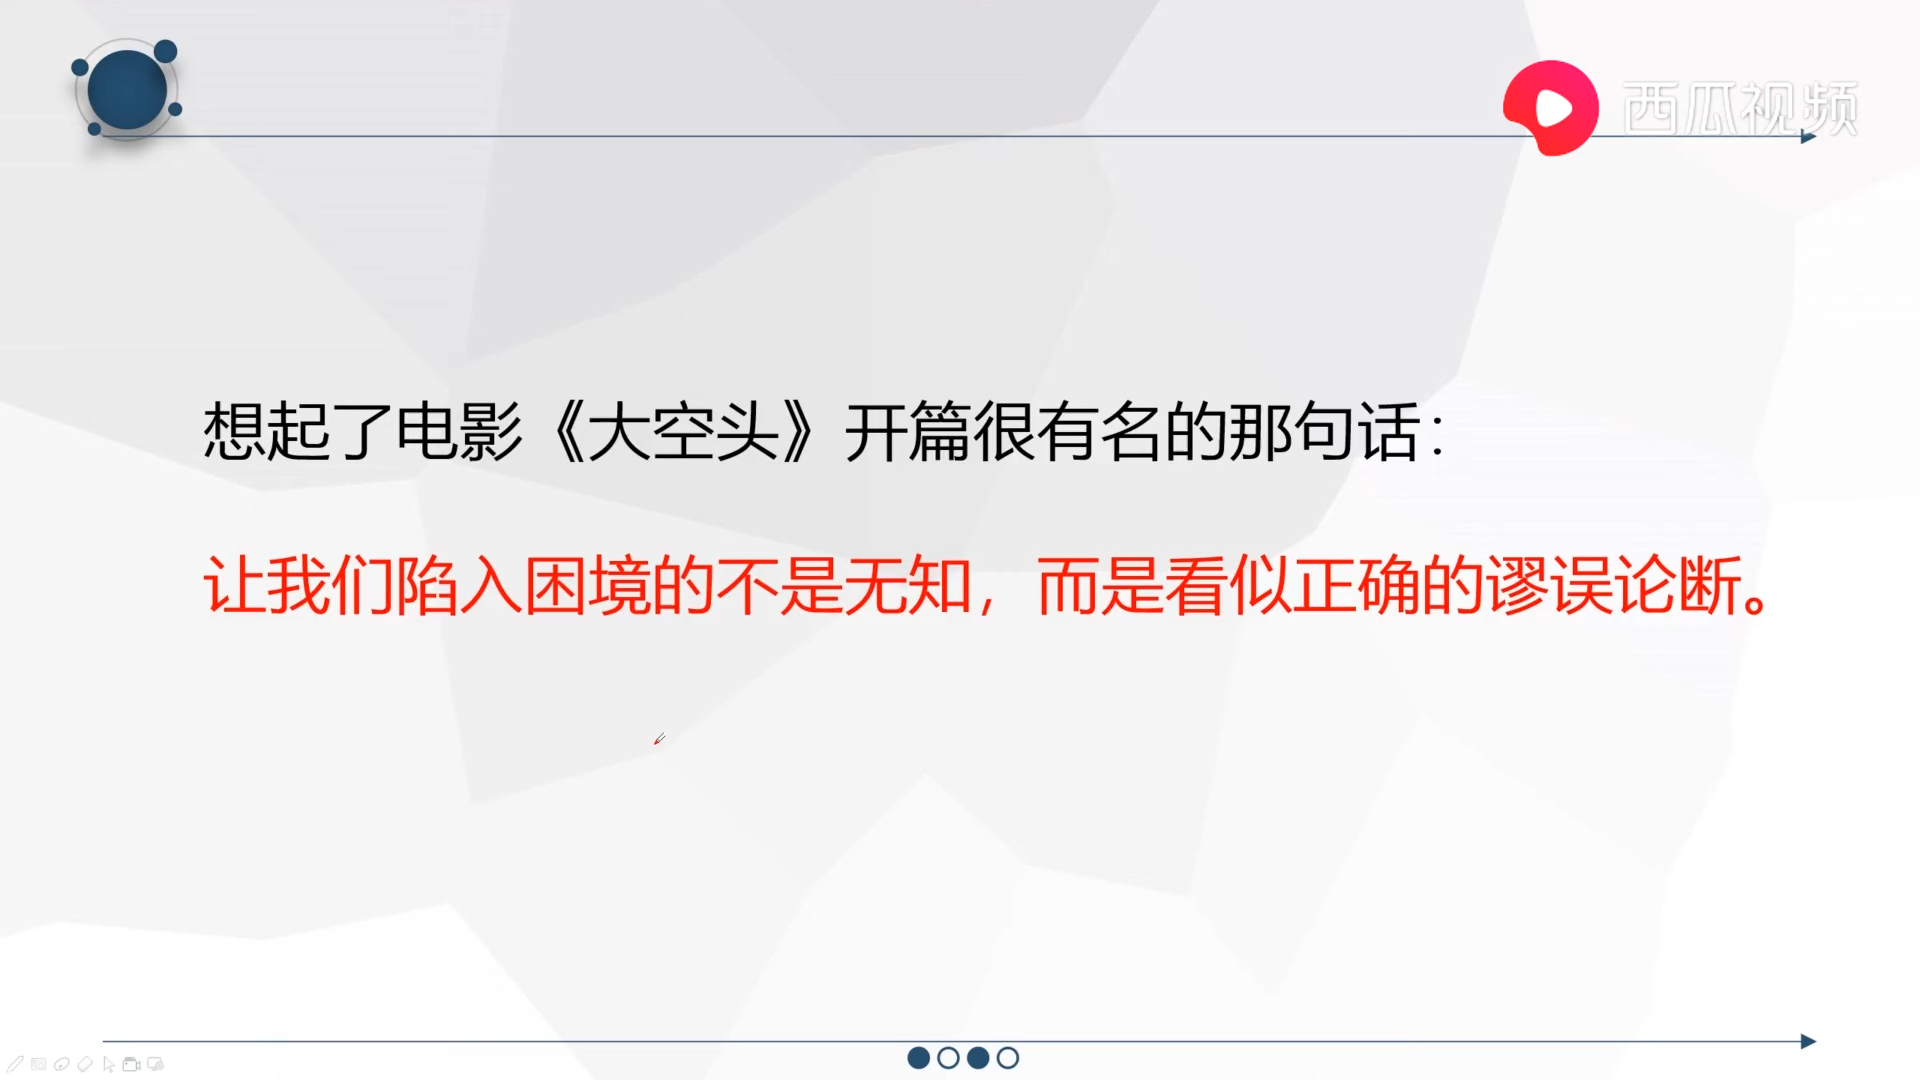 西瓜视频
想起了电影《大空头》开篇很有名的那句话：
让我们陷入困境的不是无知，而是看似正确的谬误论断。